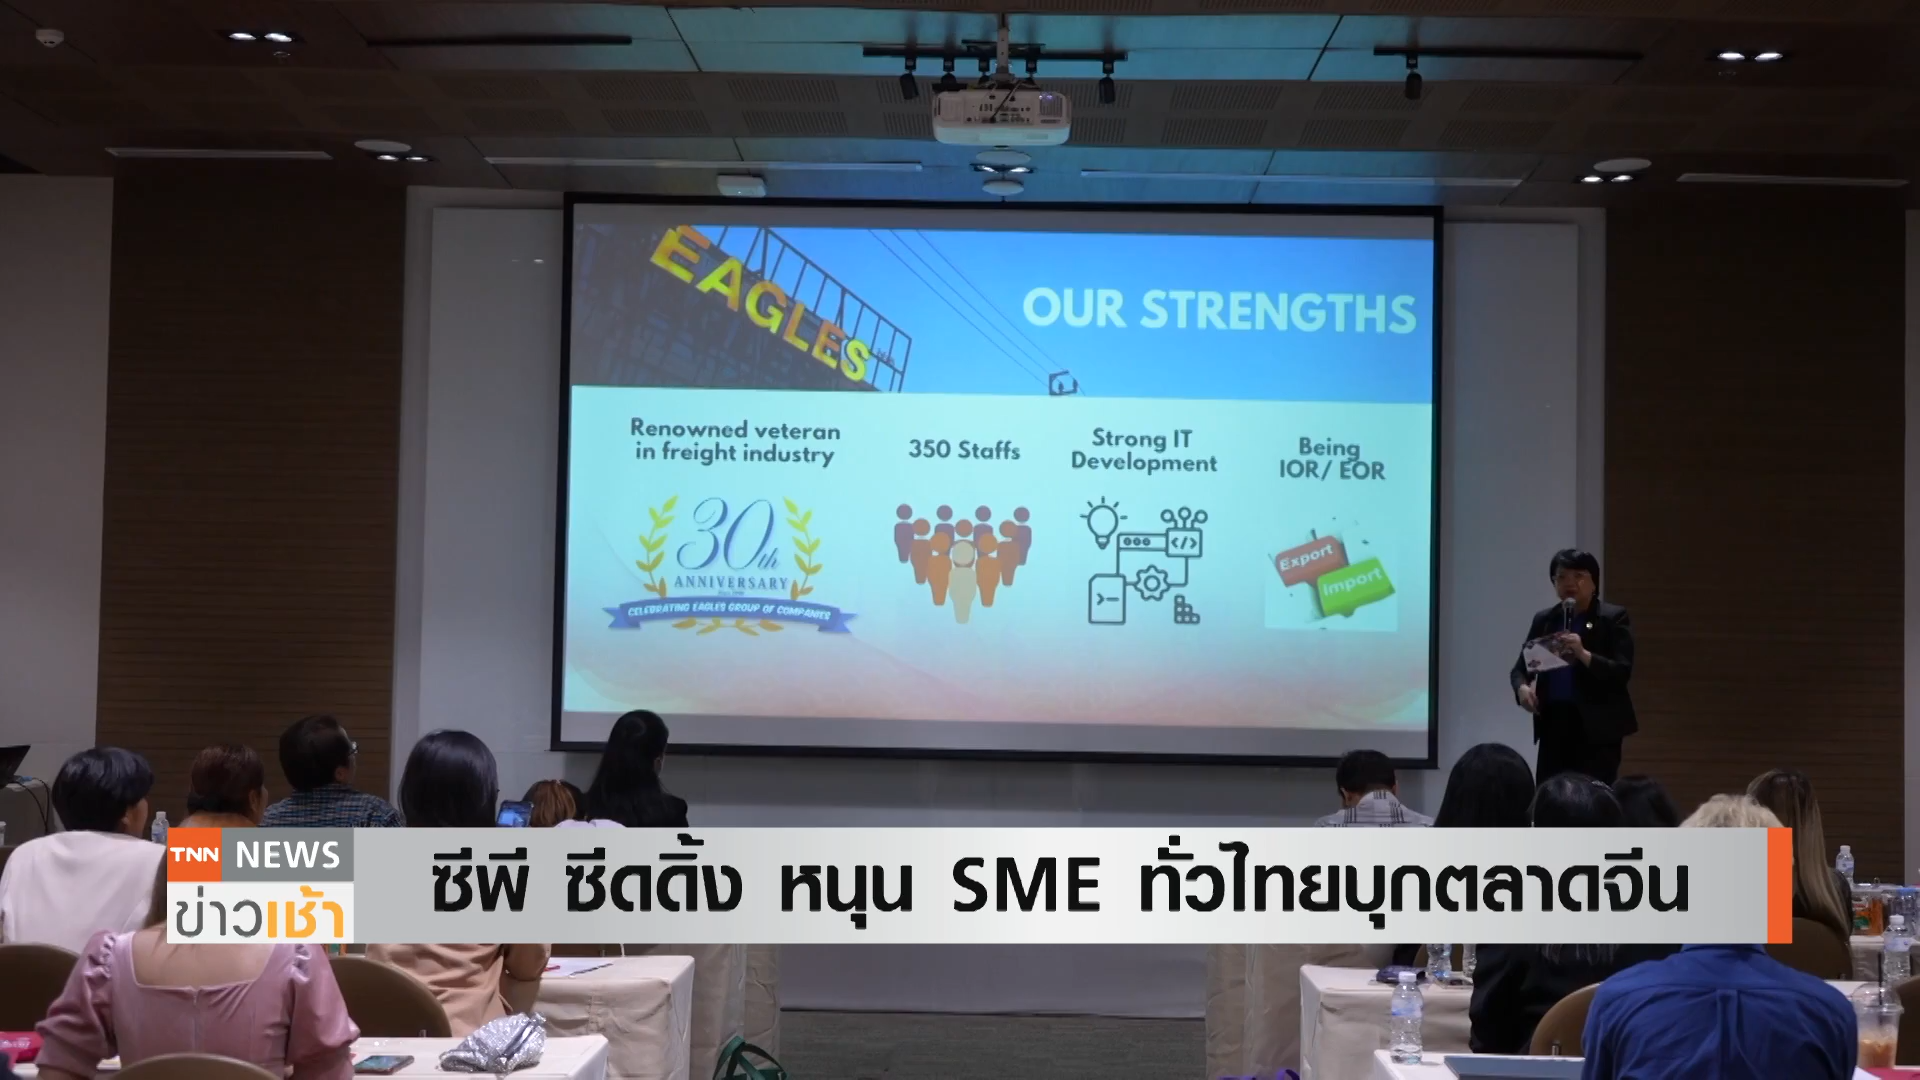 EAGLES
OUR STRENGTHS
Renowned veteran
in freight industry
350 Staffs
Strong IT
Development
Being
IOR/ EOR
30th
ANNIVERSARY
CELEBRATING EAGLES GROUP OF COMPANIES
Export
Import
TNN NEWS
ข่าวเช้า
ซีพี ซีดดิ้ง หนุน SME ทั่วไทยบุกตลาดจีน